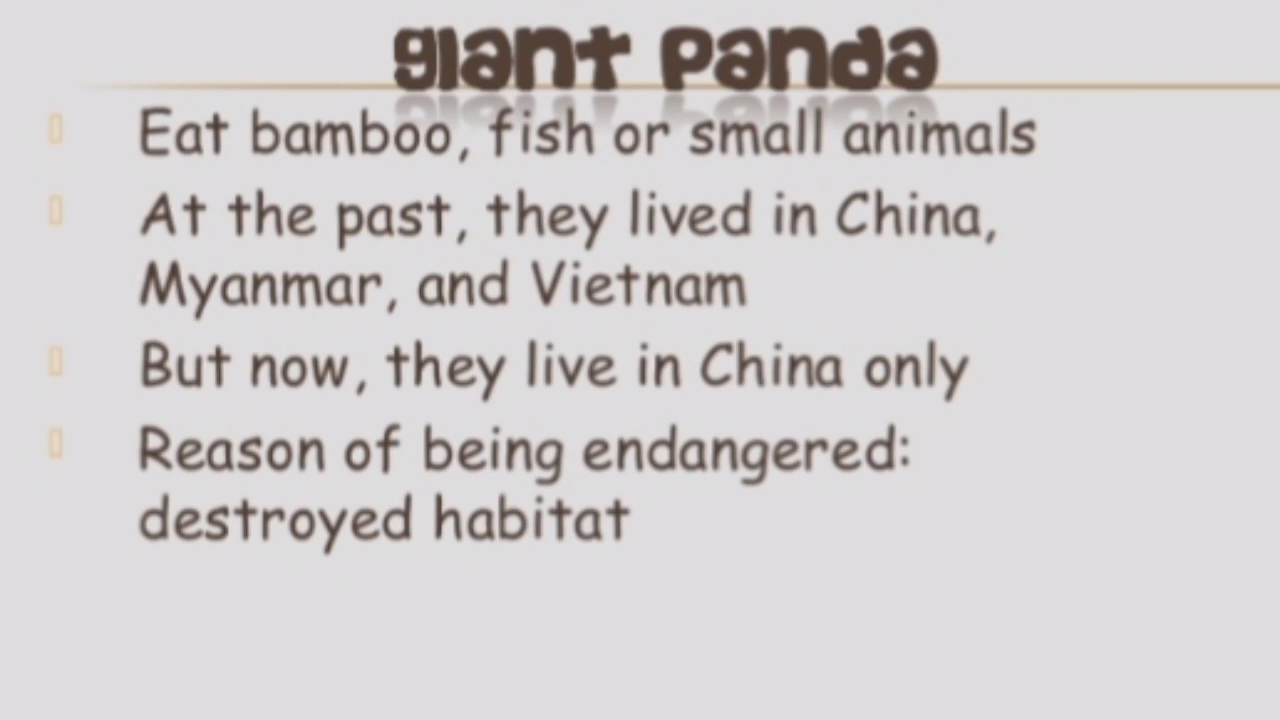 giant panda
Eat bamboo, fish or small animals
At the past, they lived in China,
Myanmar, and Vietnam
But now, they live in China only
Reason of being endangered:
destroyed habitat